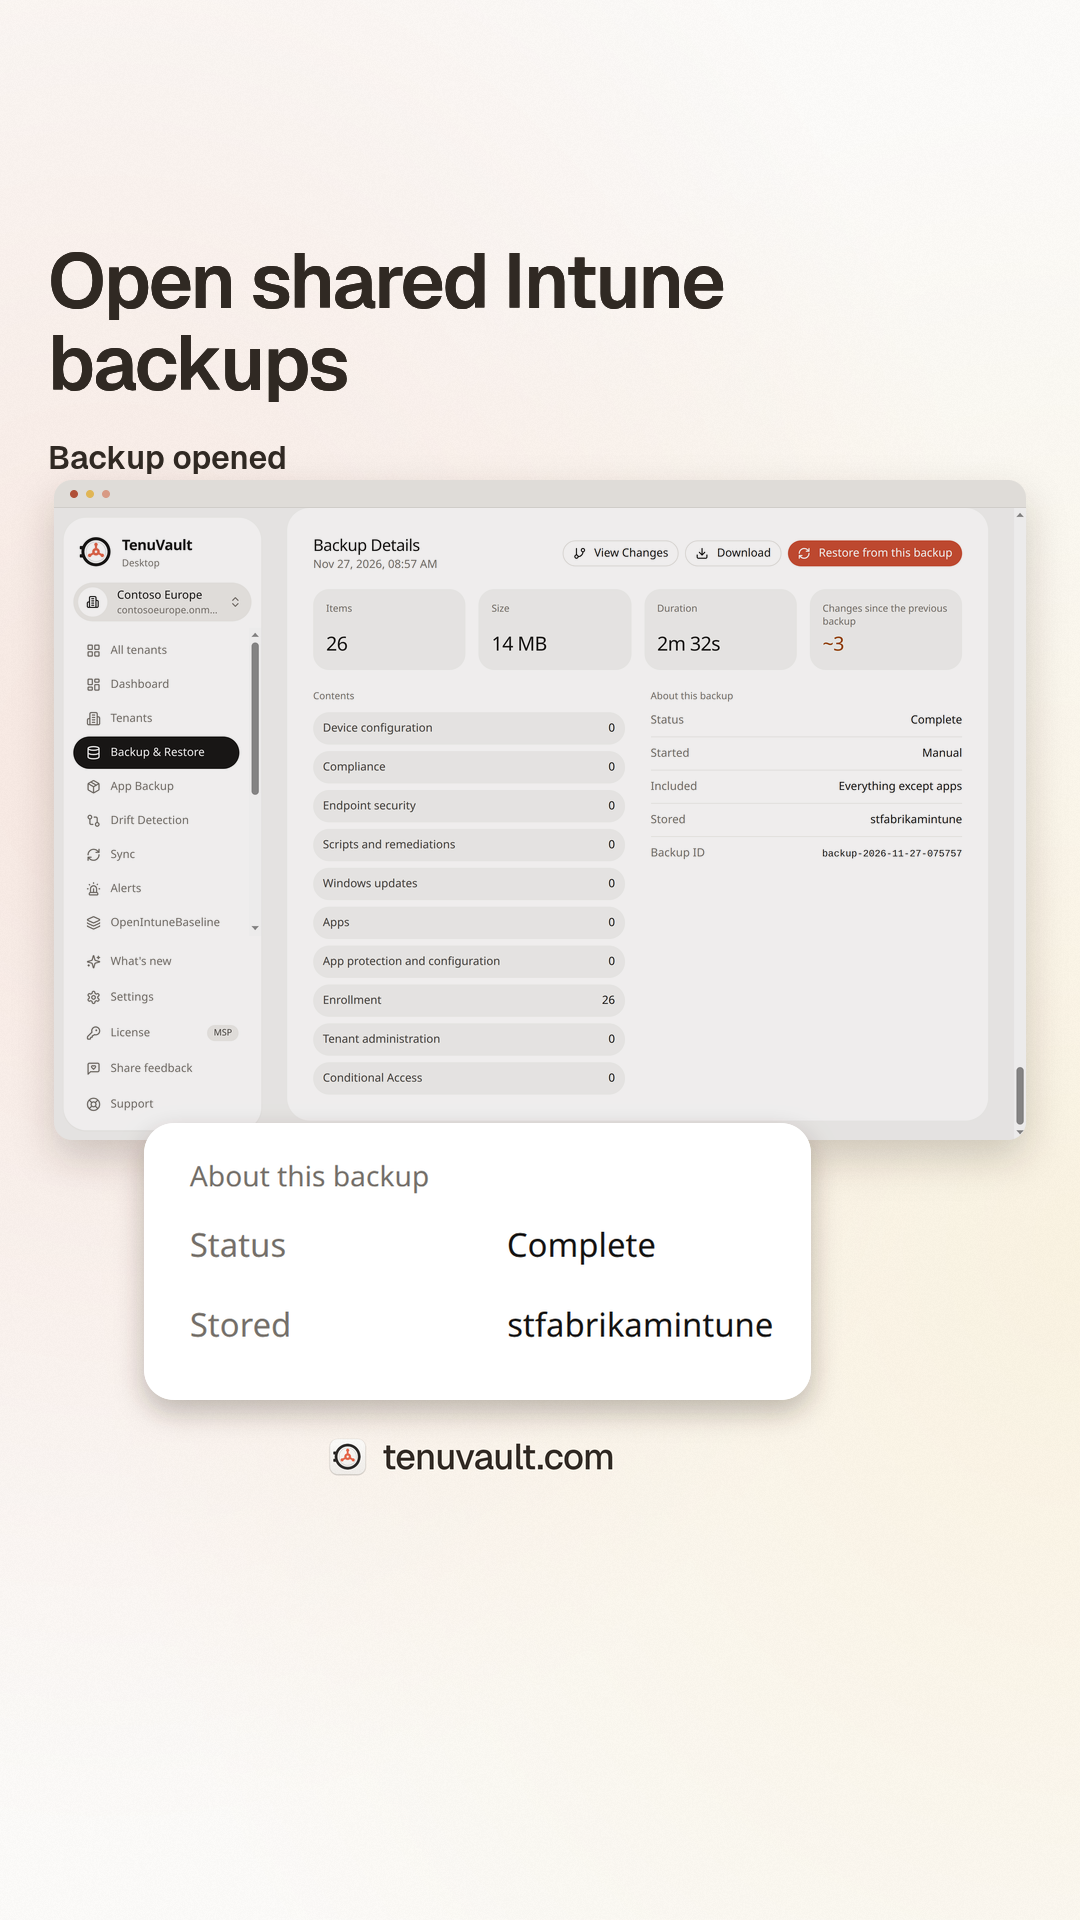 Open shared Intune
backups
Backup opened
TenuVault
Desktop
Contoso Europe
contosoeurope.onm...
All tenants
Dashboard
Tenants
Backup & Restore
App Backup
Drift Detection
Sync
Alerts
OpenIntuneBaseline
What's new
Settings
License MSP
Share feedback
Support
Backup Details
Nov 27, 2026, 08:57 AM
View Changes Download Restore from this backup
Items
26
Size
14 MB
Duration
2m 32s
Changes since the previous
backup
~3
Contents
Device configuration 0
Compliance 0
Endpoint security 0
Scripts and remediations 0
Windows updates 0
Apps 0
App protection and configuration 0
Enrollment 26
Tenant administration 0
Conditional Access 0
About this backup
Status Complete
Started Manual
Included Everything except apps
Stored stfabrikamintune
Backup ID backup-2026-11-27-075757
About this backup
Status Complete
Stored stfabrikamintune
tenuvault.com